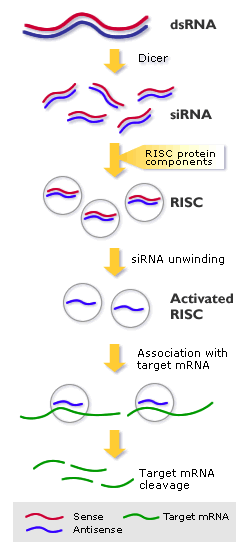 dsRNA
Dicer
siRNA
RISC protein
components
RISC
siRNA unwinding
Activated
RISC
Association with
target mRNA
Target mRNA
cleavage
Sense
Target mRNA
Antisense